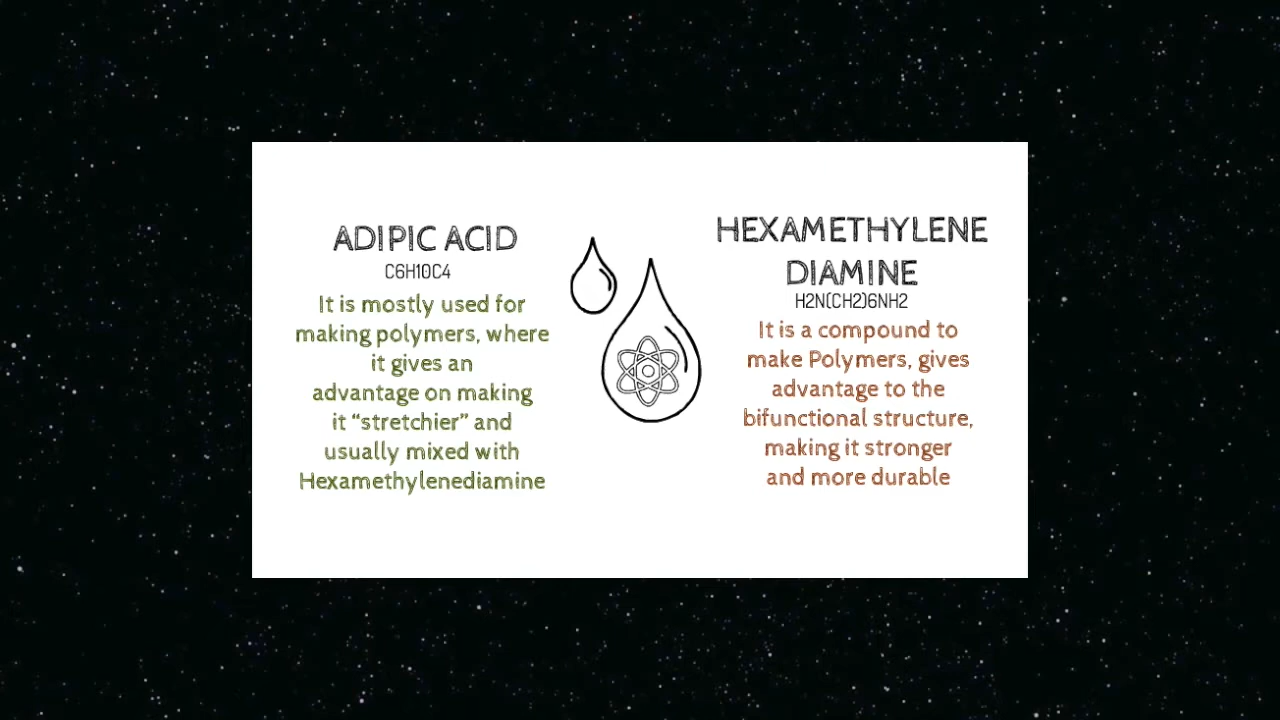 ADIPIC ACID
C6H10C4
It is mostly used for
making polymers, where
it gives an
advantage on making
it “stretchier” and
usually mixed with
Hexamethylenediamine
HEXAMETHYLENE
DIAMINE
H2N(CH2)6NH2
It is a compound to
make Polymers, gives
advantage to the
bifunctional structure,
making it stronger
and more durable